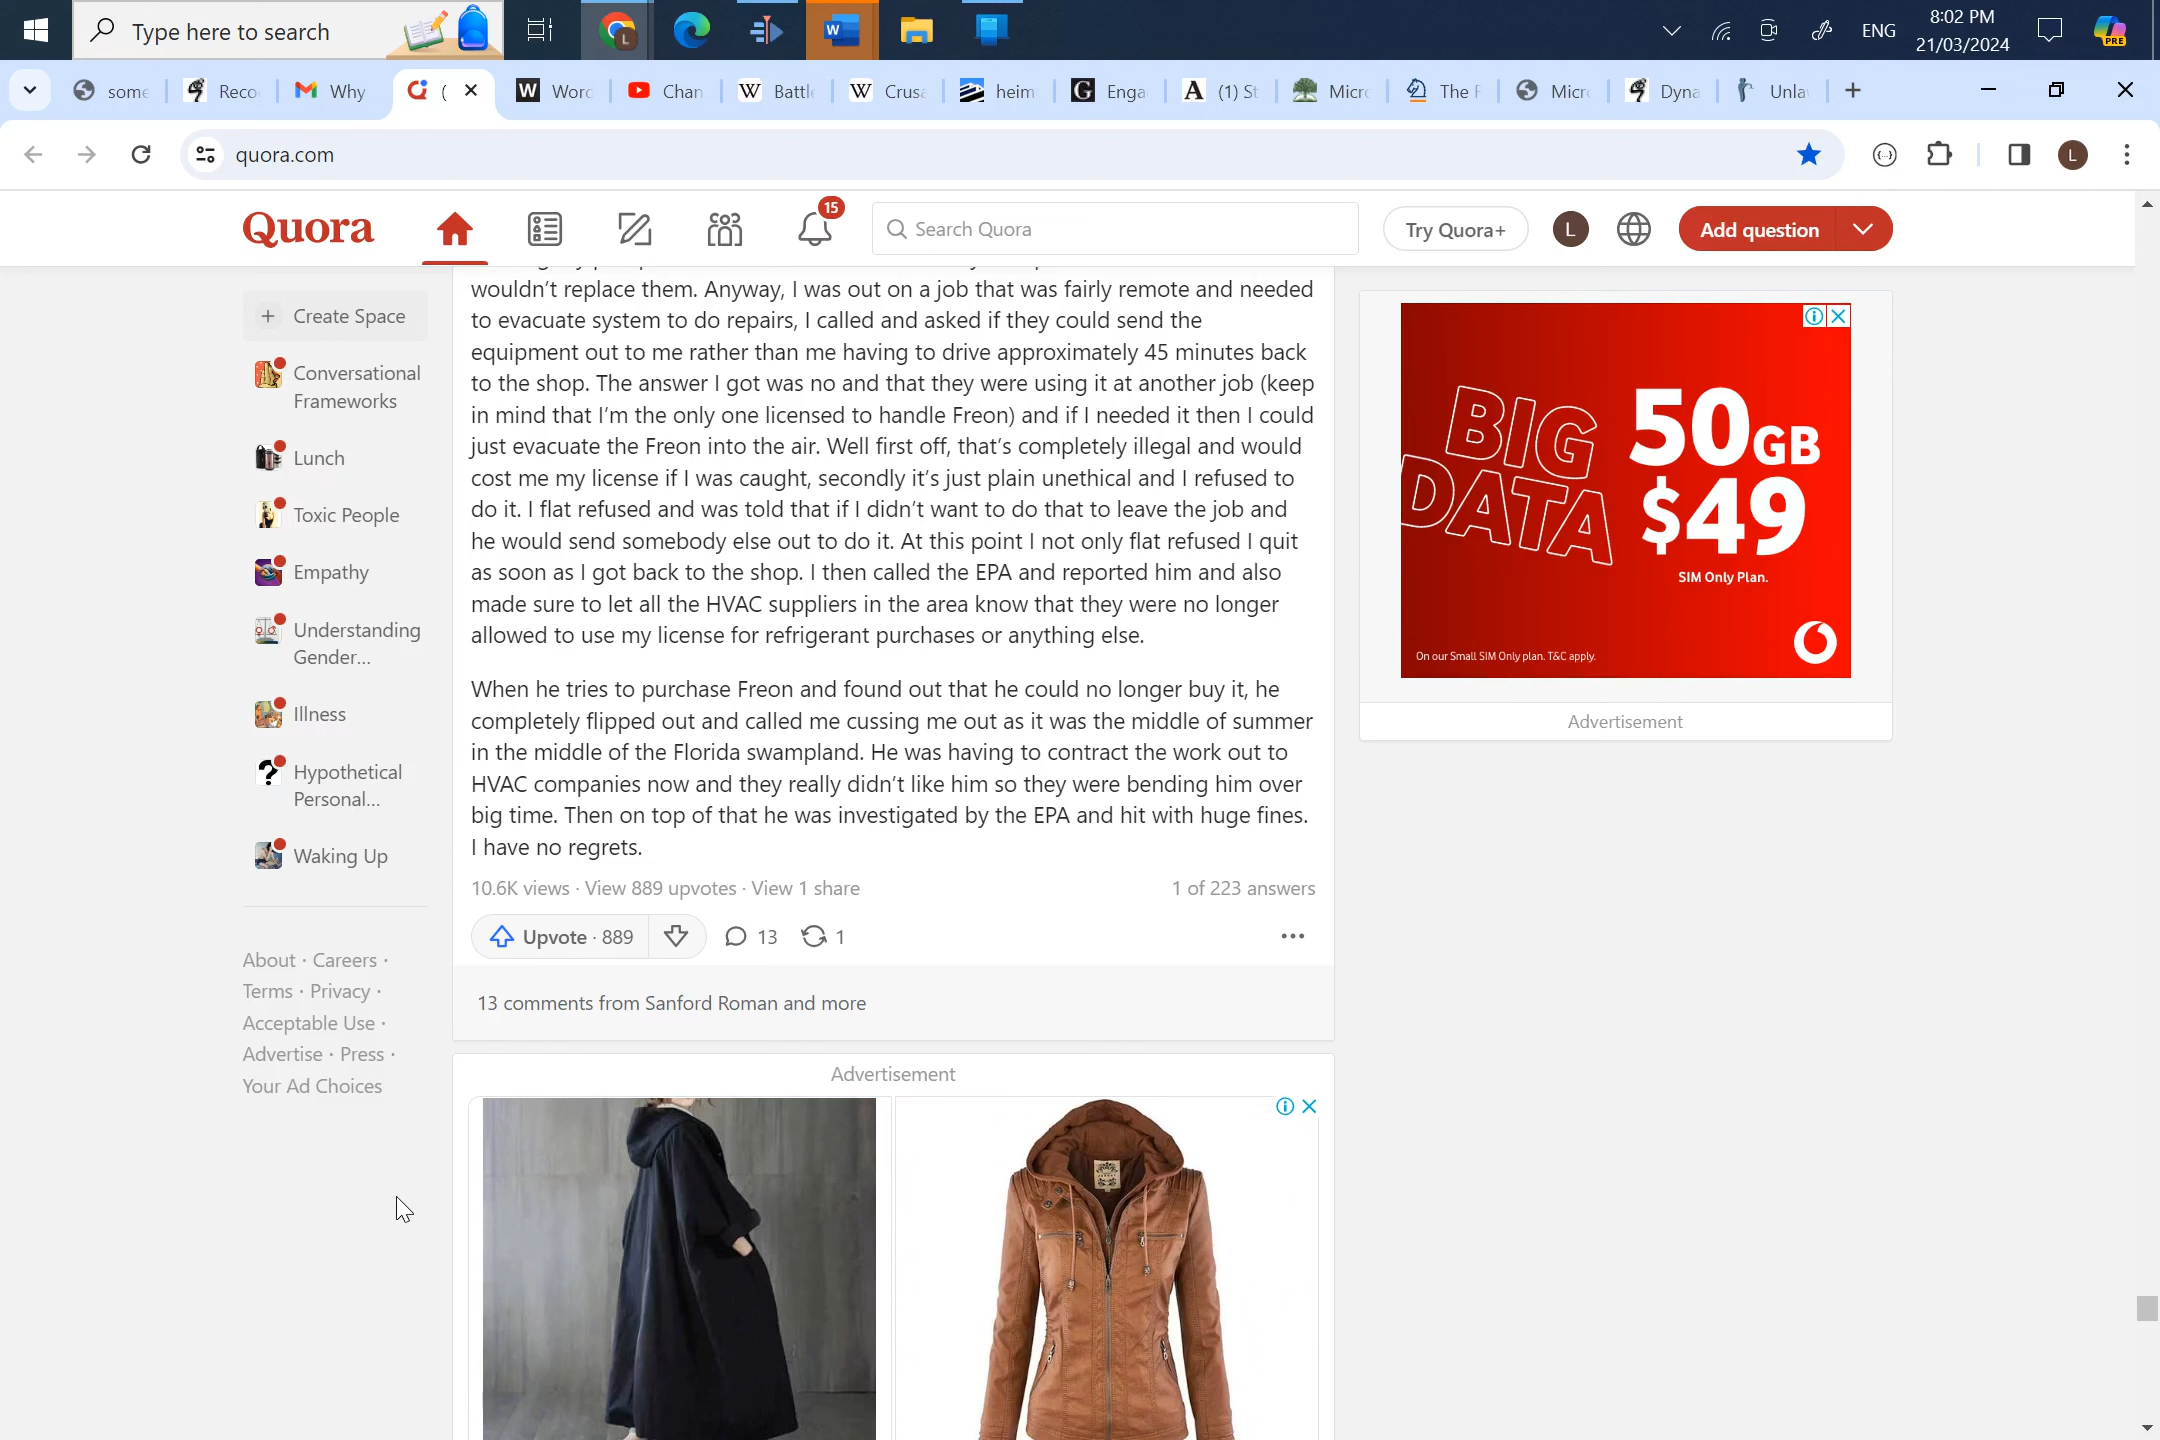 Type here to search
ENG
8:02 PM
21/03/2024
PRE
some
Reco
Why
(
Word
Chan
W Battle
W Crusa
heim
G Enga
A (1) St
Micro
The F
Micro
Dyna
Unla
quora.com
L
Quora
15
Search Quora
Try Quora+
L
Add question
Create Space
Conversational
Frameworks
Lunch
Toxic People
Empathy
Understanding
Gender...
Illness
Hypothetical
Personal...
Waking Up
About · Careers ·
Terms · Privacy ·
Acceptable Use ·
Advertise · Press ·
Your Ad Choices
wouldn't replace them. Anyway, I was out on a job that was fairly remote and needed
to evacuate system to do repairs, I called and asked if they could send the
equipment out to me rather than me having to drive approximately 45 minutes back
to the shop. The answer I got was no and that they were using it at another job (keep
in mind that I'm the only one licensed to handle Freon) and if I needed it then I could
just evacuate the Freon into the air. Well first off, that's completely illegal and would
cost me my license if I was caught, secondly it's just plain unethical and I refused to
do it. I flat refused and was told that if I didn't want to do that to leave the job and
he would send somebody else out to do it. At this point I not only flat refused I quit
as soon as I got back to the shop. I then called the EPA and reported him and also
made sure to let all the HVAC suppliers in the area know that they were no longer
allowed to use my license for refrigerant purchases or anything else.
When he tries to purchase Freon and found out that he could no longer buy it, he
completely flipped out and called me cussing me out as it was the middle of summer
in the middle of the Florida swampland. He was having to contract the work out to
HVAC companies now and they really didn't like him so they were bending him over
big time. Then on top of that he was investigated by the EPA and hit with huge fines.
I have no regrets.
10.6K views · View 889 upvotes · View 1 share
1 of 223 answers
Upvote · 889
13
1
13 comments from Sanford Roman and more
Advertisement
BIG
DATA
50GB
$49
SIM Only Plan.
On our Small SIM Only plan. T&C apply.
Advertisement